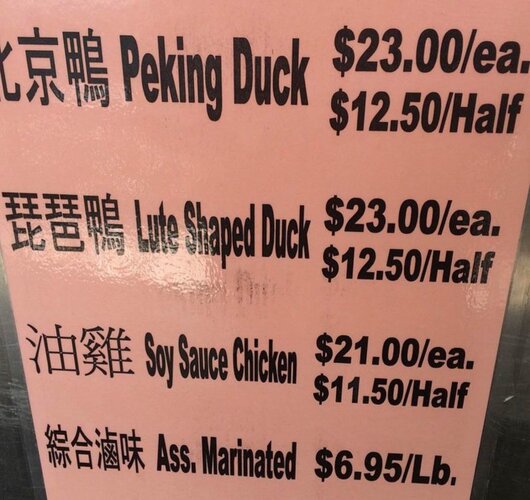 北京鴨 Peking Duck $23.00/ea.
$12.50/Half
琵琶鴨 Lute Shaped Duck $23.00/ea.
$12.50/Half
油雞 Soy Sauce Chicken $21.00/ea.
$11.50/Half
綜合滷味 Ass. Marinated $6.95/Lb.